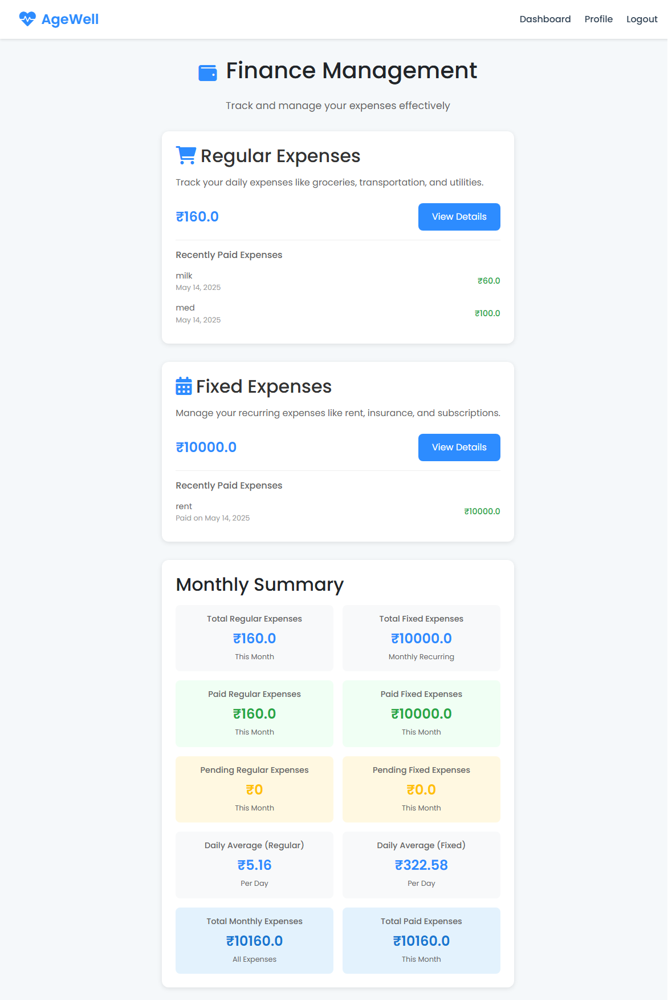 AgeWell
Dashboard Profile Logout
Finance Management
Track and manage your expenses effectively
Regular Expenses
Track your daily expenses like groceries, transportation, and utilities.
₹160.0
View Details
Recently Paid Expenses
milk
May 14, 2025
₹60.0
med
May 14, 2025
₹100.0
Fixed Expenses
Manage your recurring expenses like rent, insurance, and subscriptions.
₹10000.0
View Details
Recently Paid Expenses
rent
Paid on May 14, 2025
₹10000.0
Monthly Summary
Total Regular Expenses
₹160.0
This Month
Total Fixed Expenses
₹10000.0
Monthly Recurring
Paid Regular Expenses
₹160.0
This Month
Paid Fixed Expenses
₹10000.0
This Month
Pending Regular Expenses
₹0
This Month
Pending Fixed Expenses
₹0.0
This Month
Daily Average (Regular)
₹5.16
Per Day
Daily Average (Fixed)
₹322.58
Per Day
Total Monthly Expenses
₹10160.0
All Expenses
Total Paid Expenses
₹10160.0
This Month